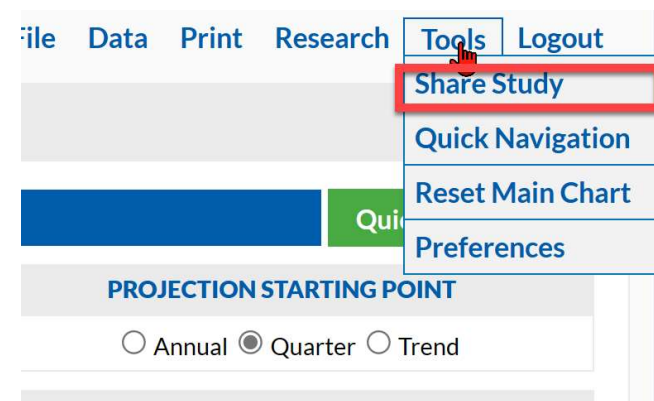 File Data Print Research Tools Logout
Share Study
Quick Navigation
Reset Main Chart
Qui
Preferences
PROJECTION STARTING POINT
Annual Quarter Trend